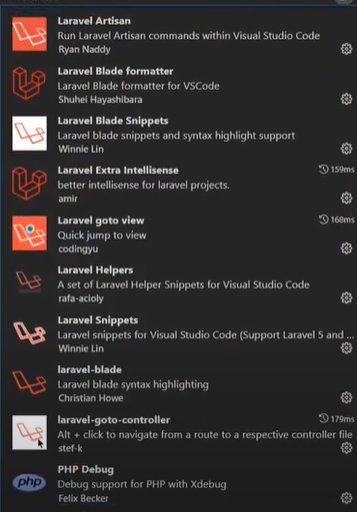 Laravel Artisan
Run Laravel Artisan commands within Visual Studio Code
Ryan Naddy
Laravel Blade formatter
Laravel Blade formatter for VSCode
Shuhei Hayashibara
Laravel Blade Snippets
Laravel blade snippets and syntax highlight support
Winnie Lin
Laravel Extra Intellisense 159ms
better intellisense for laravel projects.
amir
Laravel goto view 168ms
Quick jump to view
codingyu
Laravel Helpers
A set of Laravel Helper Snippets for Visual Studio Code
rafa-acioly
Laravel Snippets
Laravel snippets for Visual Studio Code (Support Laravel 5 and ...
Winnie Lin
laravel-blade
Laravel blade syntax highlighting
Christian Howe
laravel-goto-controller 179ms
Alt + click to navigate from a route to a respective controller file
stef-k
PHP Debug
php
Debug support for PHP with Xdebug
Felix Becker